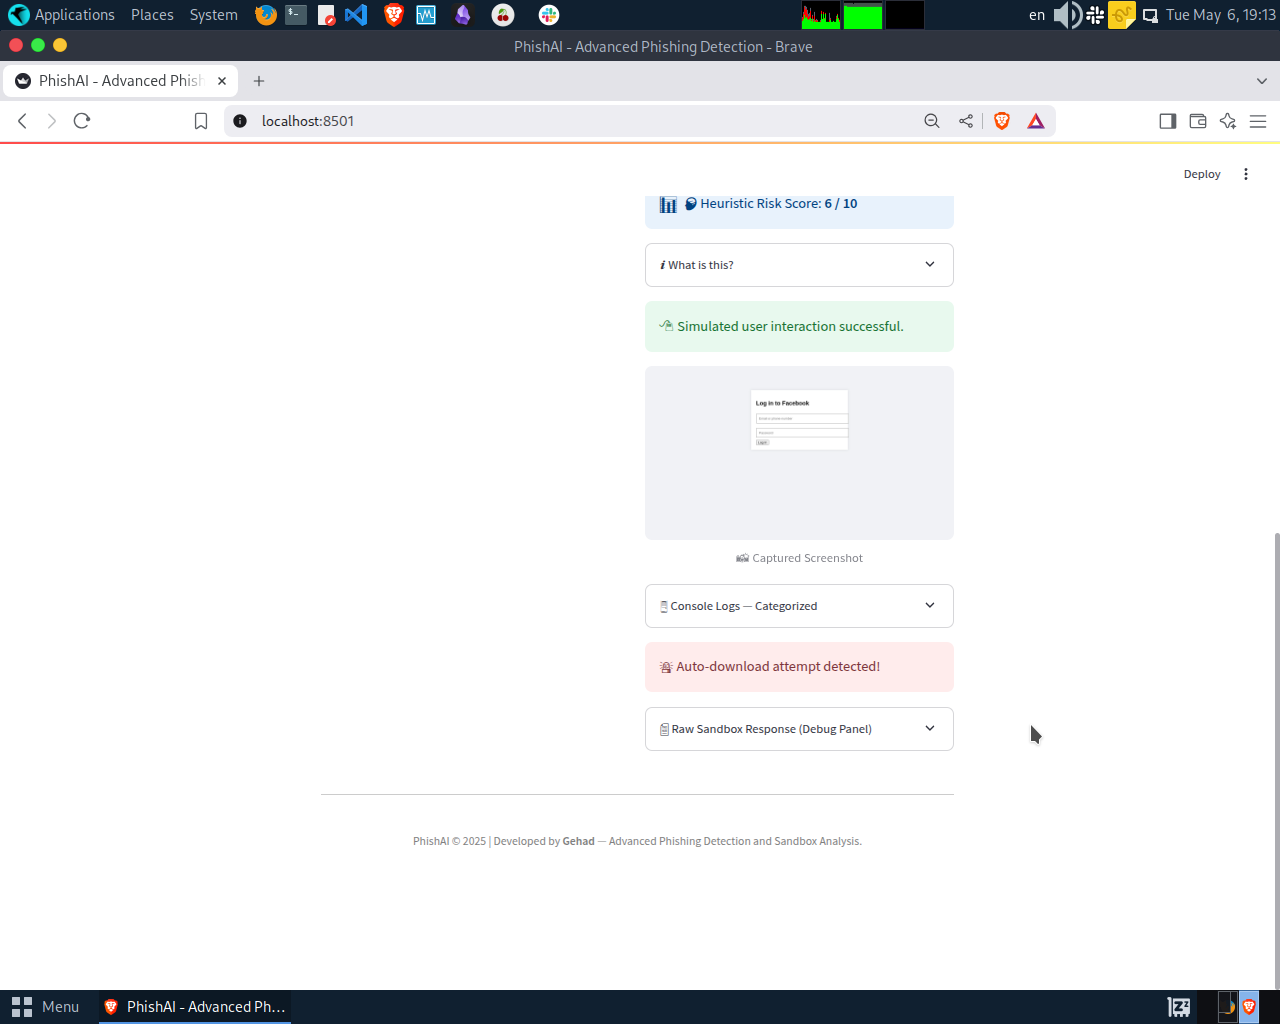 Applications Places System
en
Tue May 6, 19:13
PhishAI - Advanced Phishing Detection - Brave
PhishAI - Advanced Phish
localhost:8501
Deploy
Heuristic Risk Score: 6 / 10
What is this?
Simulated user interaction successful.
Log in to Facebook
Log In
Captured Screenshot
Console Logs — Categorized
Auto-download attempt detected!
Raw Sandbox Response (Debug Panel)
PhishAI © 2025 | Developed by Gehad — Advanced Phishing Detection and Sandbox Analysis.
Menu
PhishAI - Advanced Ph...